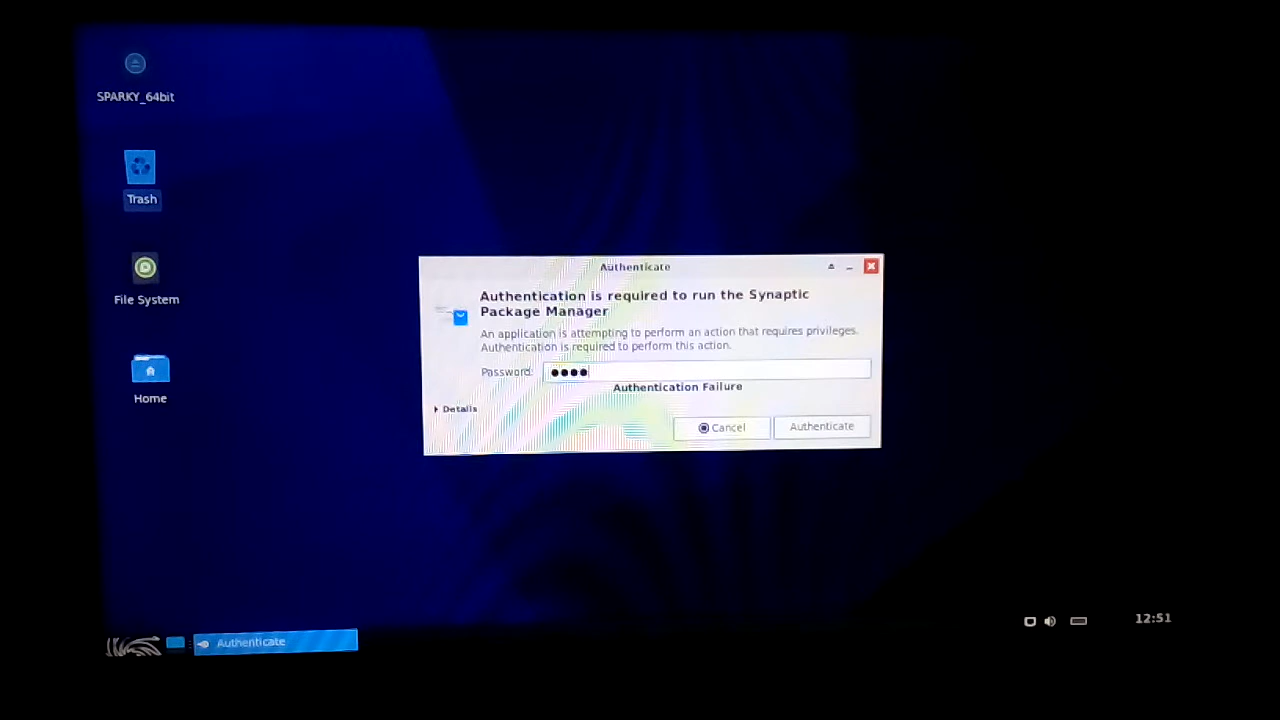 SPARKY_64bit
Trash
File System
Home
Authenticate
Authentication is required to run the Synaptic
Package Manager
An application is attempting to perform an action that requires privileges.
Authentication is required to perform this action.
Password:
Authentication Failure
Details
Cancel
Authenticate
Authenticate
12:51